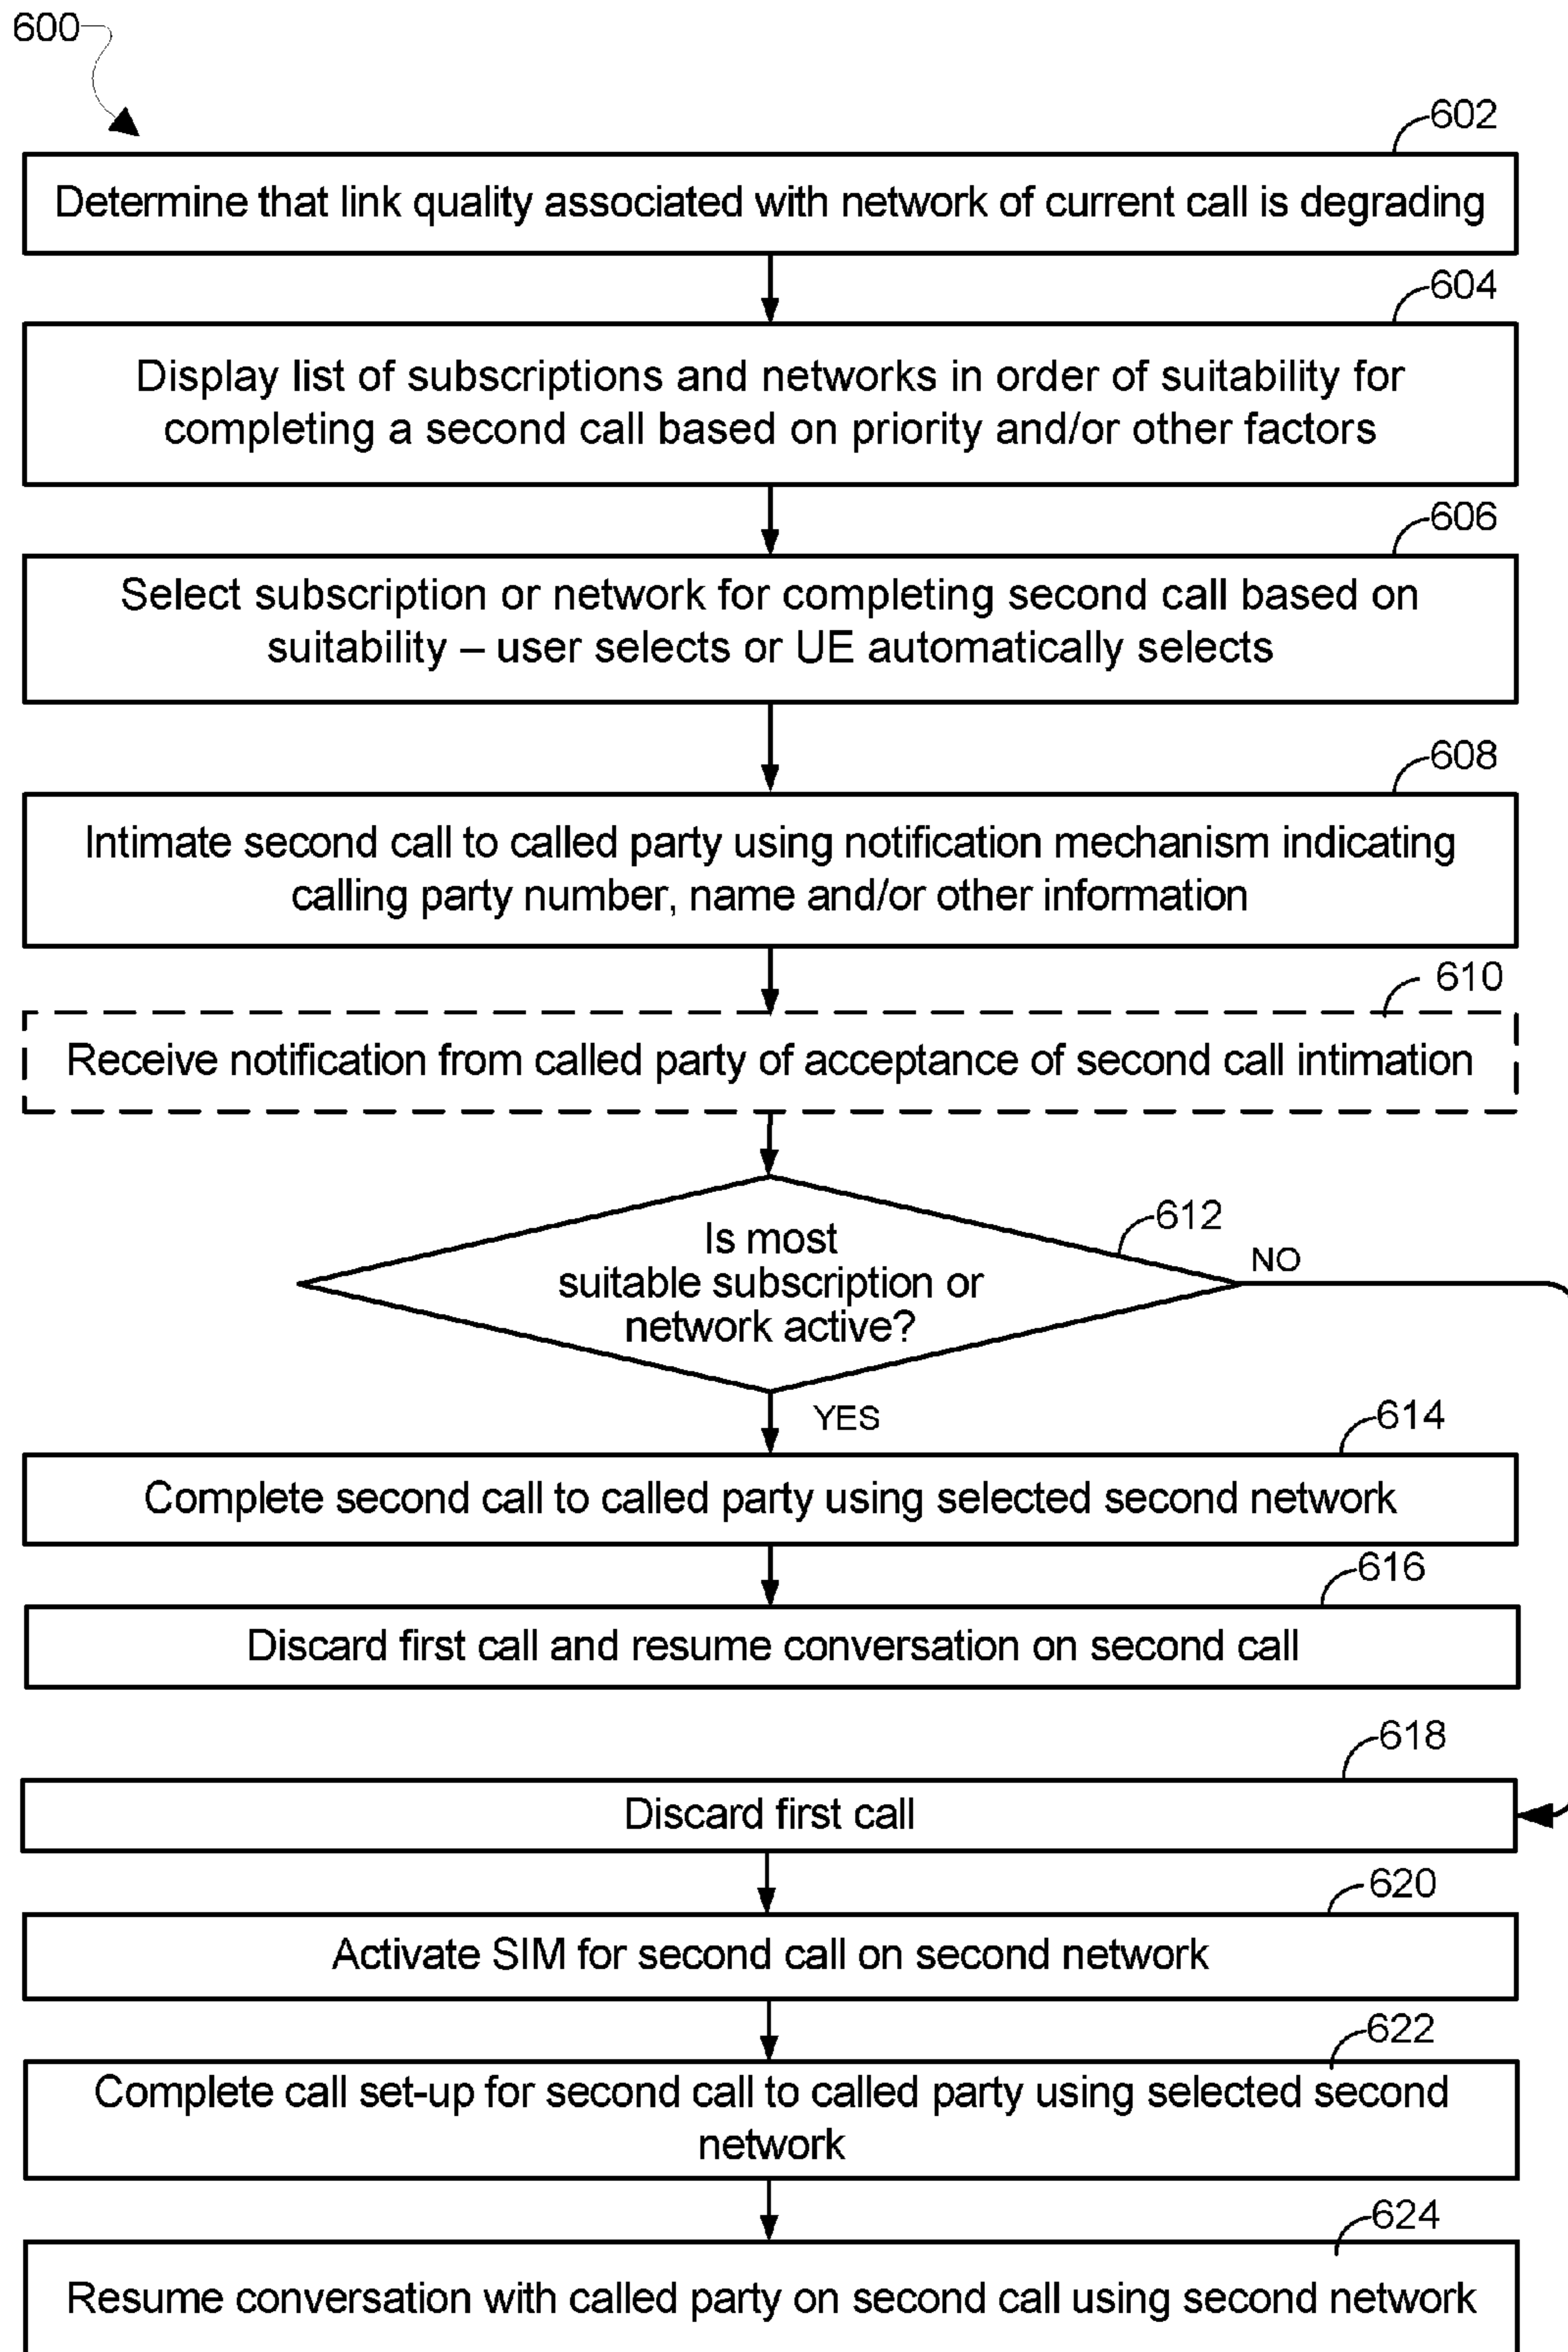 600
602
Determine that link quality associated with network of current call is degrading
604
Display list of subscriptions and networks in order of suitability for
completing a second call based on priority and/or other factors
606
Select subscription or network for completing second call based on
suitability – user selects or UE automatically selects
608
Intimate second call to called party using notification mechanism indicating
calling party number, name and/or other information
610
Receive notification from called party of acceptance of second call intimation
612
Is most
suitable subscription or
network active?
NO
YES
614
Complete second call to called party using selected second network
616
Discard first call and resume conversation on second call
618
Discard first call
620
Activate SIM for second call on second network
622
Complete call set-up for second call to called party using selected second
network
624
Resume conversation with called party on second call using second network